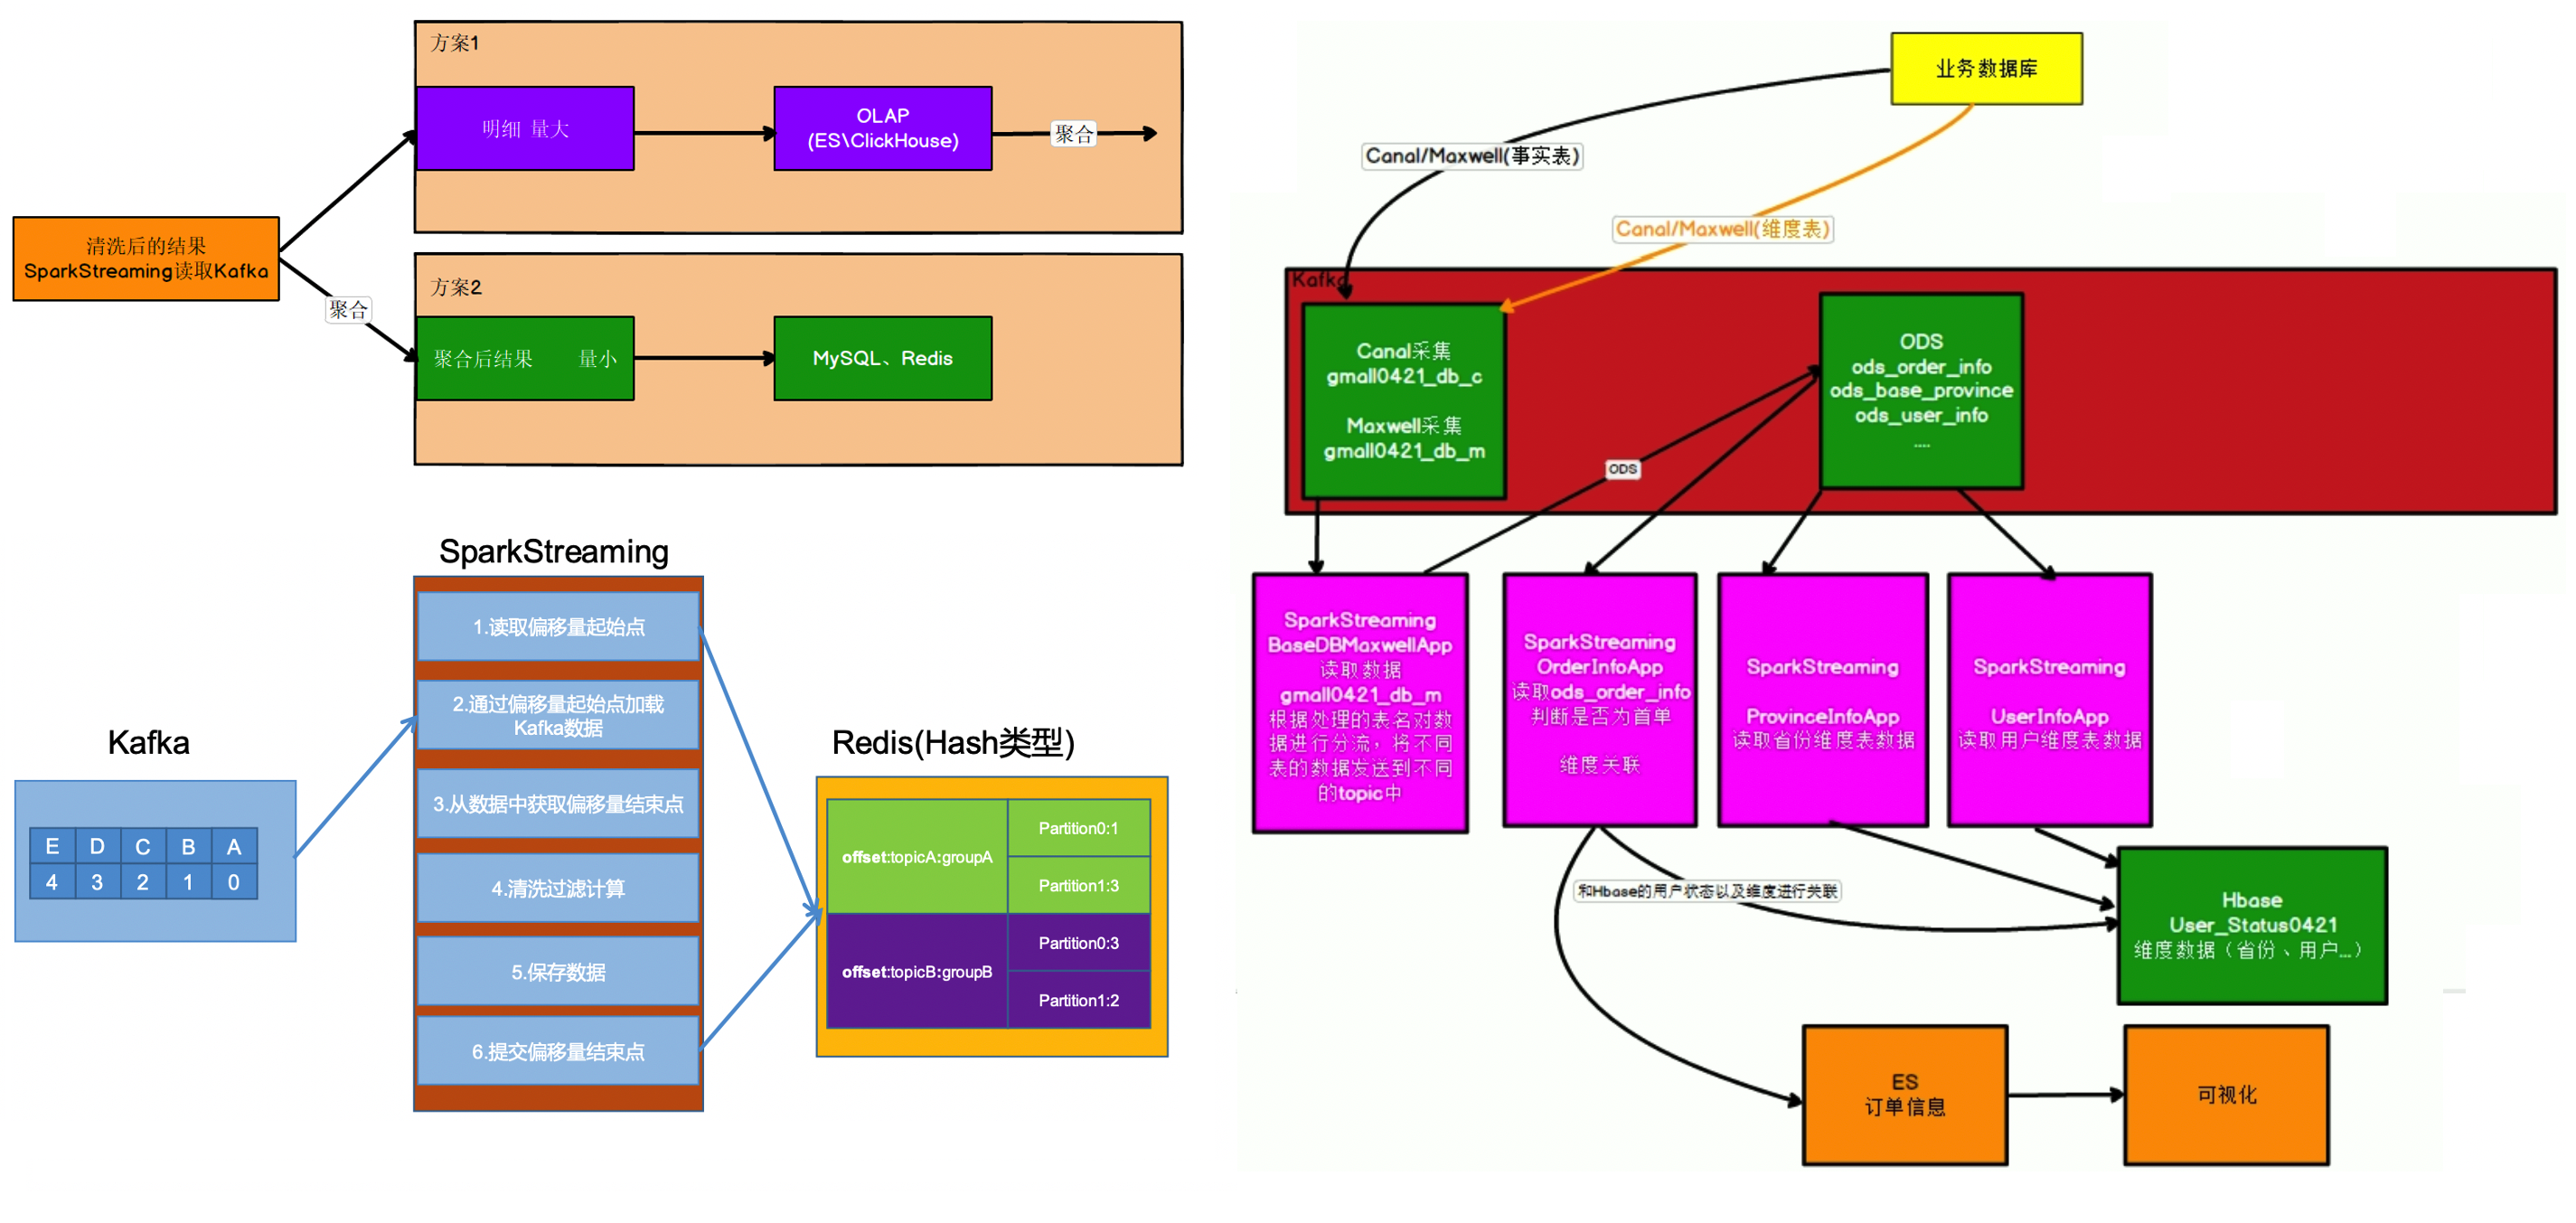 方案1
明细 量大
OLAP
(ES\ClickHouse)
聚合
清洗后的结果
SparkStreaming读取Kafka
聚合
方案2
聚合后结果 量小
MySQL、Redis
SparkStreaming
1.读取偏移量起始点
2.通过偏移量起始点加载
Kafka数据
3.从数据中获取偏移量结束点
4.清洗过滤计算
5.保存数据
6.提交偏移量结束点
Kafka
E D C B A
4 3 2 1 0
Redis(Hash类型)
offset:topicA:groupA
Partition0:1
Partition1:3
offset:topicB:groupB
Partition0:3
Partition1:2
业务数据库
Canal/Maxwell(事实表)
Canal/Maxwell(维度表)
Kafka
Canal采集
gmall0421_db_c
Maxwell采集
gmall0421_db_m
ODS
ods_order_info
ods_base_province
ods_user_info
....
ODS
SparkStreaming
BaseDBMaxwellApp
读取数据
gmall0421_db_m
根据处理的表名对数
据进行分流，将不同
表的数据发送到不同
的topic中
SparkStreaming
OrderInfoApp
读取ods_order_info
判断是否为首单
维度关联
SparkStreaming
ProvinceInfoApp
读取省份维度表数据
SparkStreaming
UserInfoApp
读取用户维度表数据
和Hbase的用户状态以及维度进行关联
Hbase
User_Status0421
维度数据（省份、用户...）
ES
订单信息
可视化